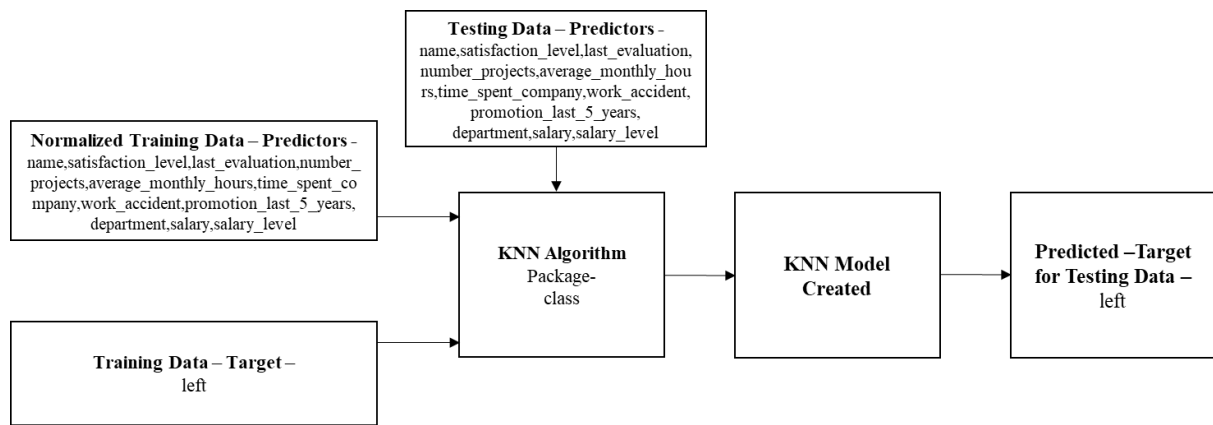 Testing Data – Predictors -
name,satisfaction_level,last_evaluation,
number_projects,average_monthly_hou
rs,time_spent_company,work_accident,
promotion_last_5_years,
department,salary,salary_level
Normalized Training Data – Predictors -
name,satisfaction_level,last_evaluation,number_
projects,average_monthly_hours,time_spent_co
mpany,work_accident,promotion_last_5_years,
department,salary,salary_level
KNN Algorithm
Package-
class
KNN Model
Created
Predicted –Target
for Testing Data –
left
Training Data – Target –
left